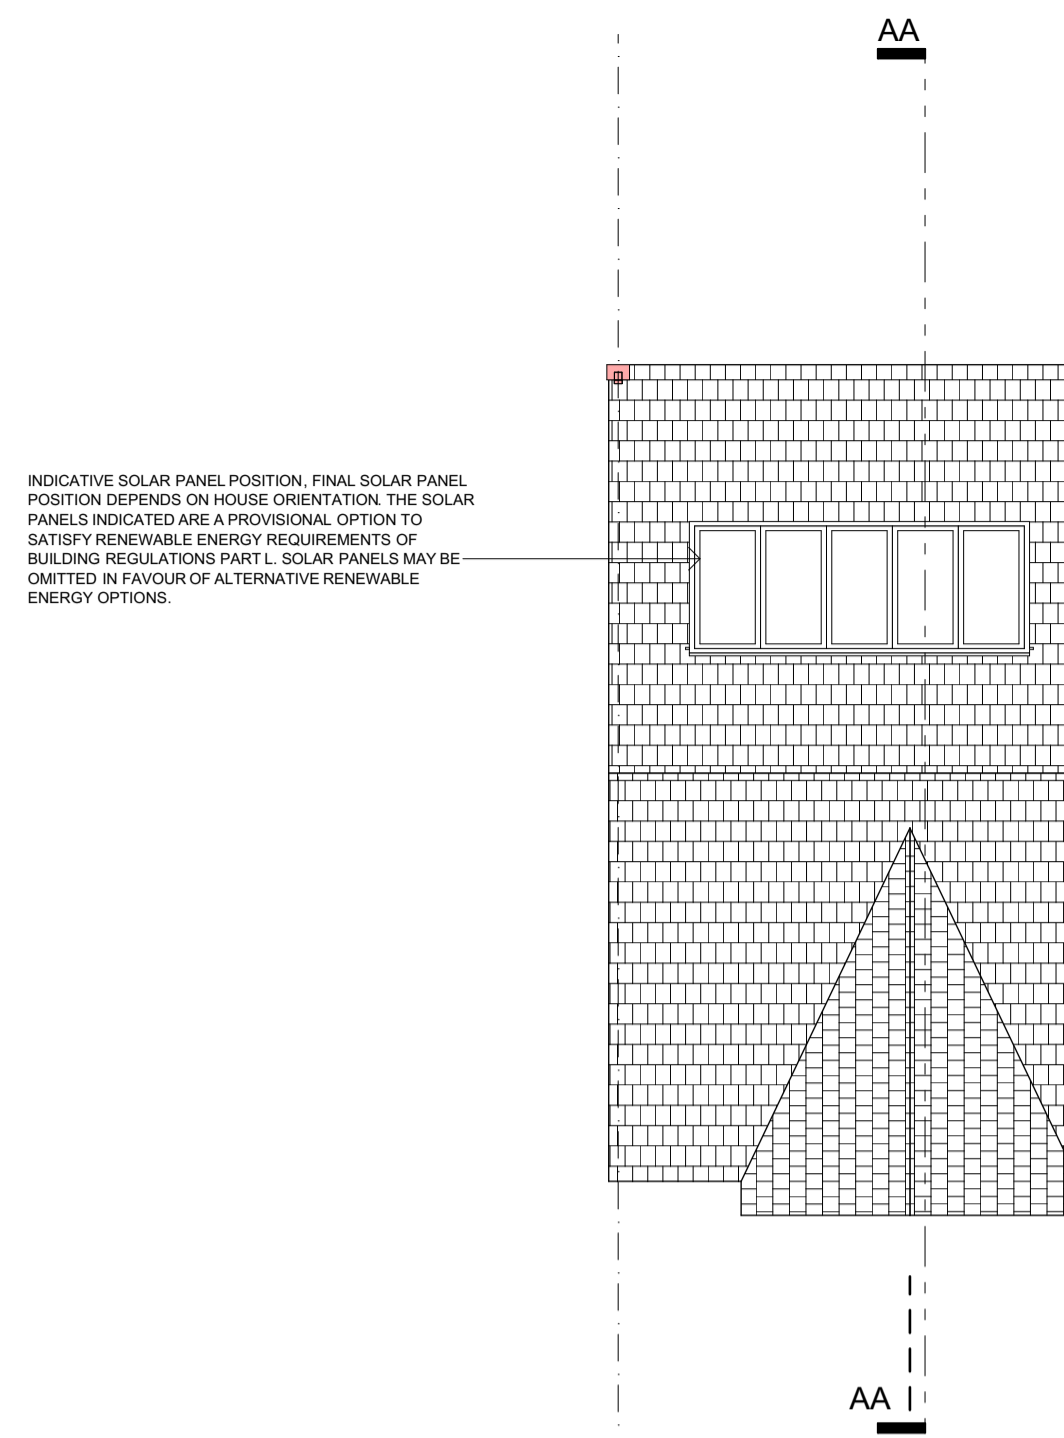 AA
INDICATIVE SOLAR PANEL POSITION, FINAL SOLAR PANEL
POSITION DEPENDS ON HOUSE ORIENTATION. THE SOLAR
PANELS INDICATED ARE A PROVISIONAL OPTION TO
SATISFY RENEWABLE ENERGY REQUIREMENTS OF
BUILDING REGULATIONS PART L. SOLAR PANELS MAY BE
OMITTED IN FAVOUR OF ALTERNATIVE RENEWABLE
ENERGY OPTIONS.
AA